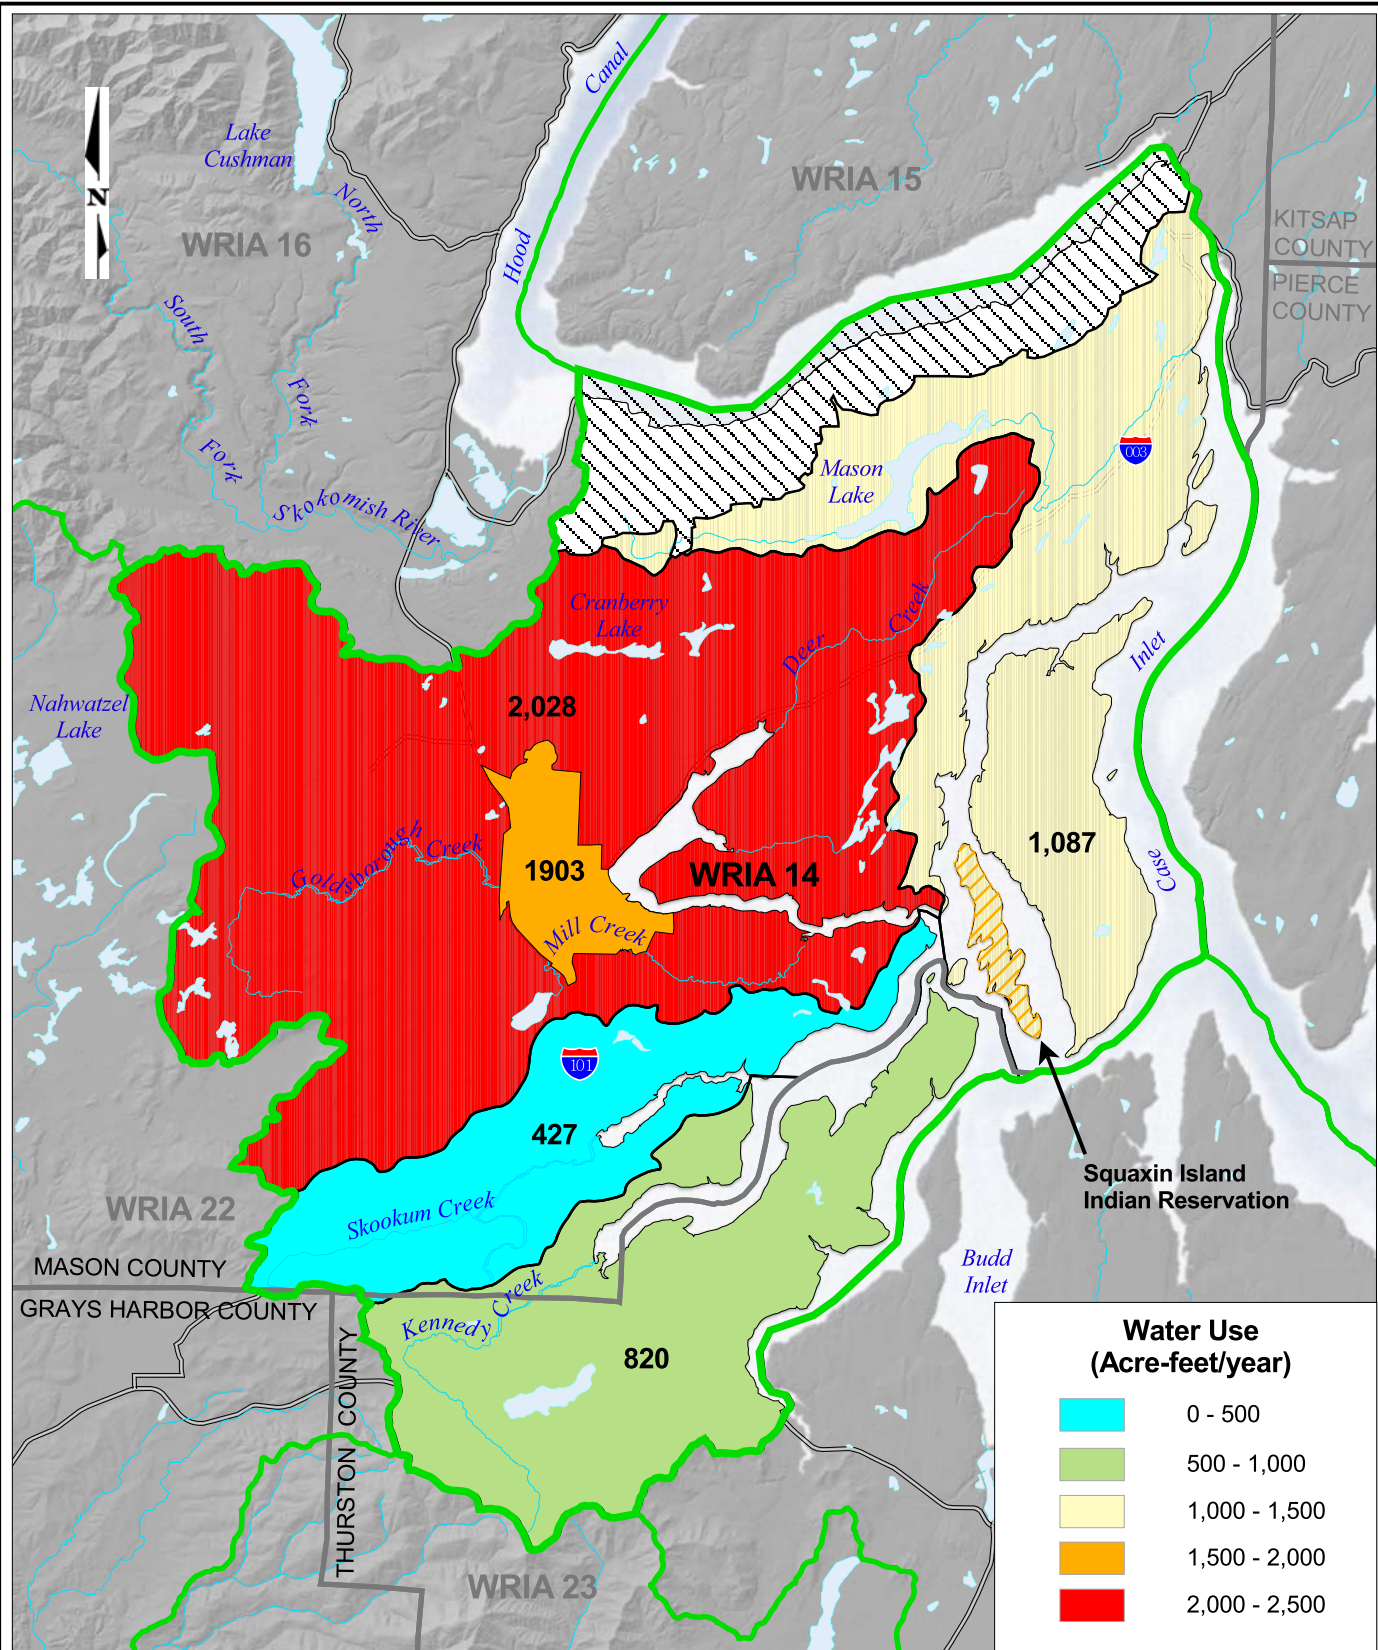 Canal
Lake
Cushman
WRIA 15
North
N
WRIA 16
KITSAP
COUNTY
Hood
PIERCE
COUNTY
South
Fork
Fork
003
Mason
Lake
Skokomish River
Cranberry
Lake
Deer Creek
Inlet
Nahwatzel
Lake
2,028
1,087
Goldsborough Creek
1903
WRIA 14
Case
Mill Creek
101
427
Squaxin Island
Indian Reservation
WRIA 22
Skookum Creek
MASON COUNTY
Budd
Inlet
GRAYS HARBOR COUNTY
Kennedy Creek
820
THURSTON COUNTY
WRIA 23
Water Use
(Acre-feet/year)
0 - 500
500 - 1,000
1,000 - 1,500
1,500 - 2,000
2,000 - 2,500